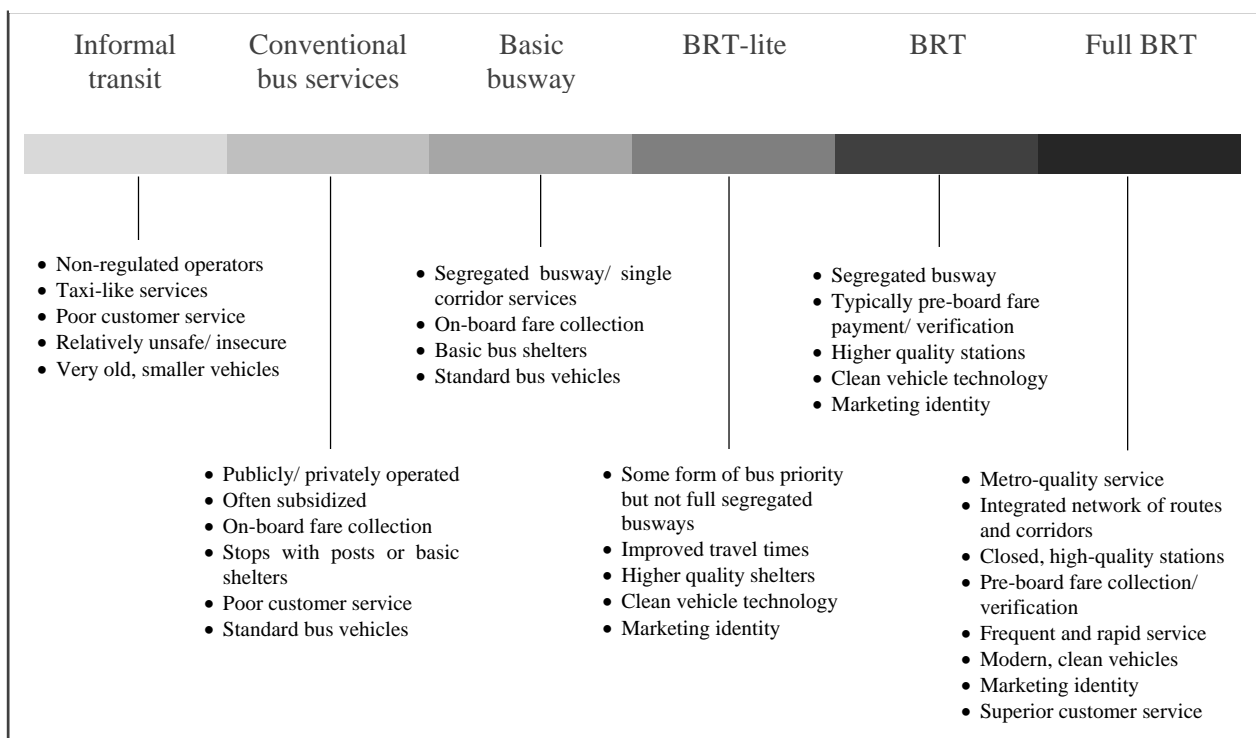 Informal
transit
Conventional
bus services
Basic
busway
BRT-lite
BRT
Full BRT
• Non-regulated operators
• Taxi-like services
• Poor customer service
• Relatively unsafe/ insecure
• Very old, smaller vehicles
• Publicly/ privately operated
• Often subsidized
• On-board fare collection
• Stops with posts or basic
shelters
• Poor customer service
• Standard bus vehicles
• Segregated busway/ single
corridor services
• On-board fare collection
• Basic bus shelters
• Standard bus vehicles
• Some form of bus priority
but not full segregated
busways
• Improved travel times
• Higher quality shelters
• Clean vehicle technology
• Marketing identity
• Segregated busway
• Typically pre-board fare
payment/ verification
• Higher quality stations
• Clean vehicle technology
• Marketing identity
• Metro-quality service
• Integrated network of routes
and corridors
• Closed, high-quality stations
• Pre-board fare collection/
verification
• Frequent and rapid service
• Modern, clean vehicles
• Marketing identity
• Superior customer service